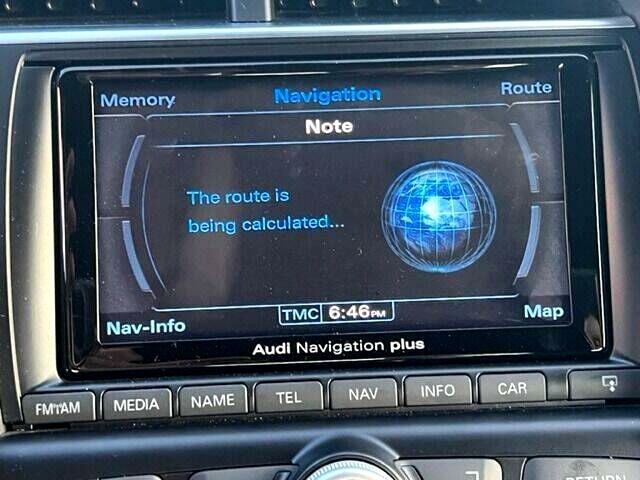 Memory Navigation Route
Note
The route is
being calculated...
Nav-Info TMC 6:46PM Map
Audi Navigation plus
FM/AM MEDIA NAME TEL NAV INFO CAR
RETURN